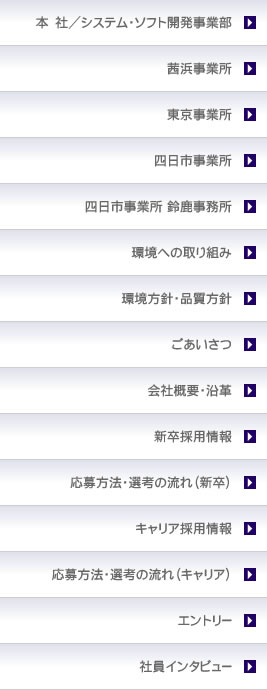 本 社／システム・ソフト開発事業部
茜浜事業所
東京事業所
四日市事業所
四日市事業所 鈴鹿事務所
環境への取り組み
環境方針・品質方針
ごあいさつ
会社概要・沿革
新卒採用情報
応募方法・選考の流れ（新卒）
キャリア採用情報
応募方法・選考の流れ（キャリア）
エントリー
社員インタビュー